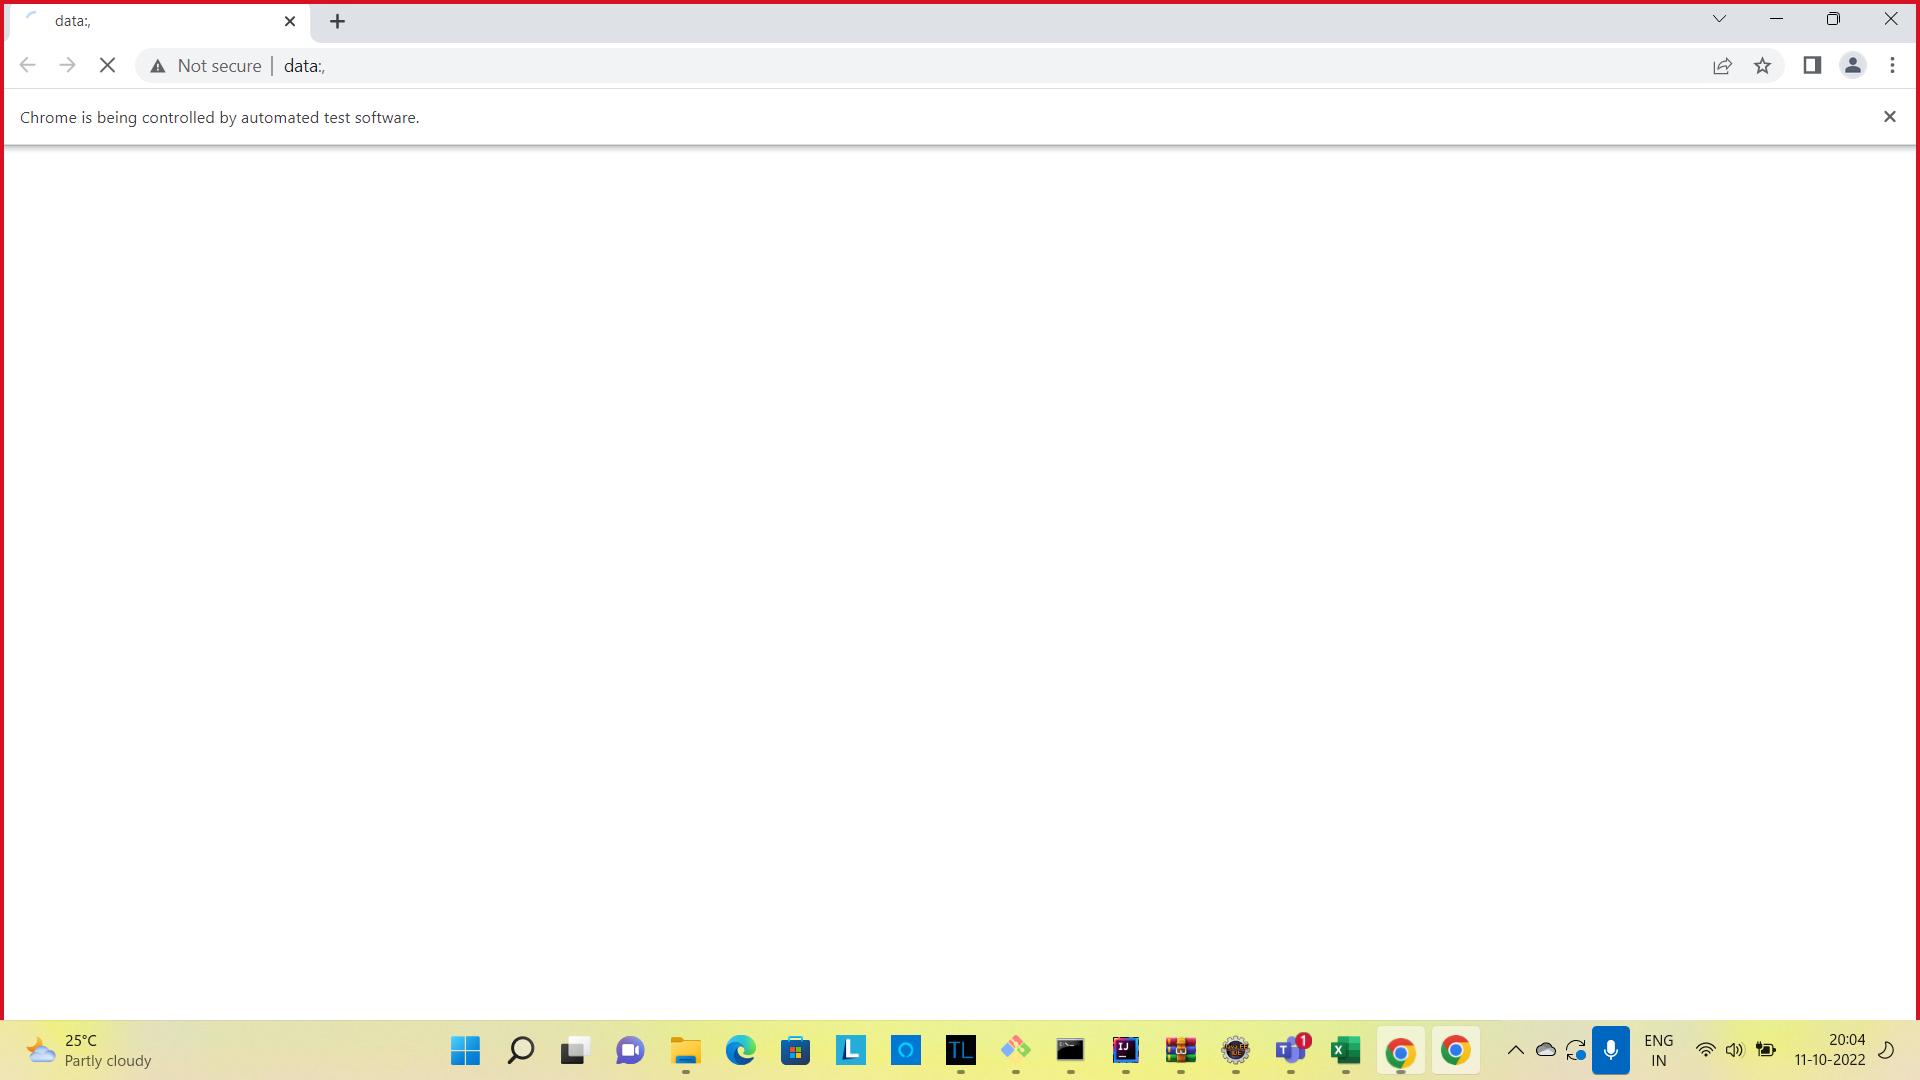 data:,
Not secure | data:,
Chrome is being controlled by automated test software.
25°C
Partly cloudy
L
TL
IJ
T 1
X
ENG
IN
20:04
11-10-2022